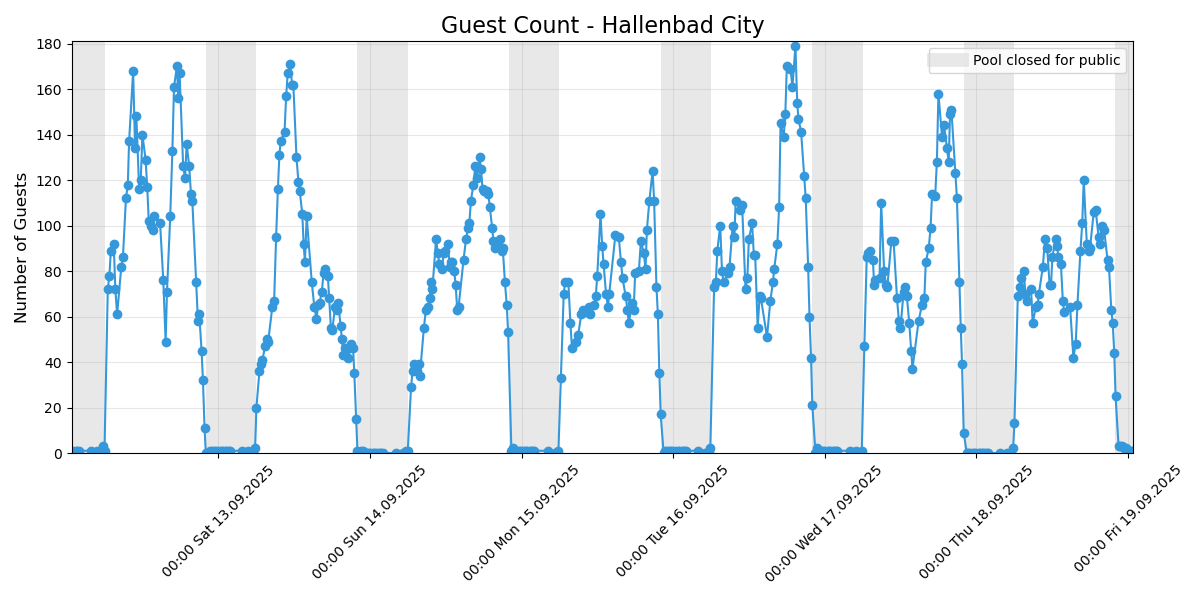 Guest Count - Hallenbad City
Pool closed for public
Number of Guests
180
160
140
120
100
80
60
40
20
0
00:00 Sat 13.09.2025
00:00 Sun 14.09.2025
00:00 Mon 15.09.2025
00:00 Tue 16.09.2025
00:00 Wed 17.09.2025
00:00 Thu 18.09.2025
00:00 Fri 19.09.2025